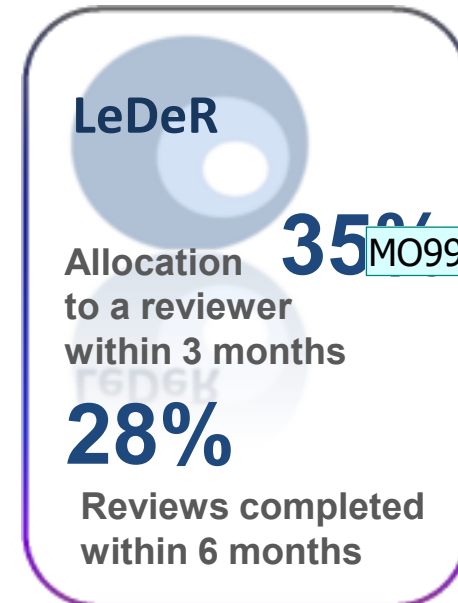 LeDeR
35%
MO99
Allocation
to a reviewer
within 3 months
28%
Reviews completed
within 6 months